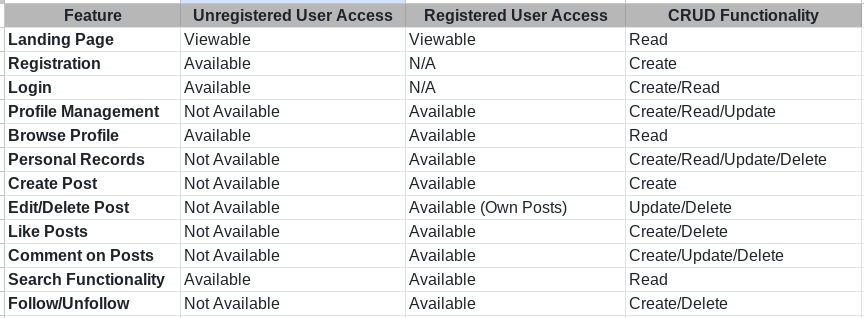 Feature Unregistered User Access Registered User Access CRUD Functionality
Landing Page Viewable Viewable Read
Registration Available N/A Create
Login Available N/A Create/Read
Profile Management Not Available Available Create/Read/Update
Browse Profile Available Available Read
Personal Records Not Available Available Create/Read/Update/Delete
Create Post Not Available Available Create
Edit/Delete Post Not Available Available (Own Posts) Update/Delete
Like Posts Not Available Available Create/Delete
Comment on Posts Not Available Available Create/Update/Delete
Search Functionality Available Available Read
Follow/Unfollow Not Available Available Create/Delete